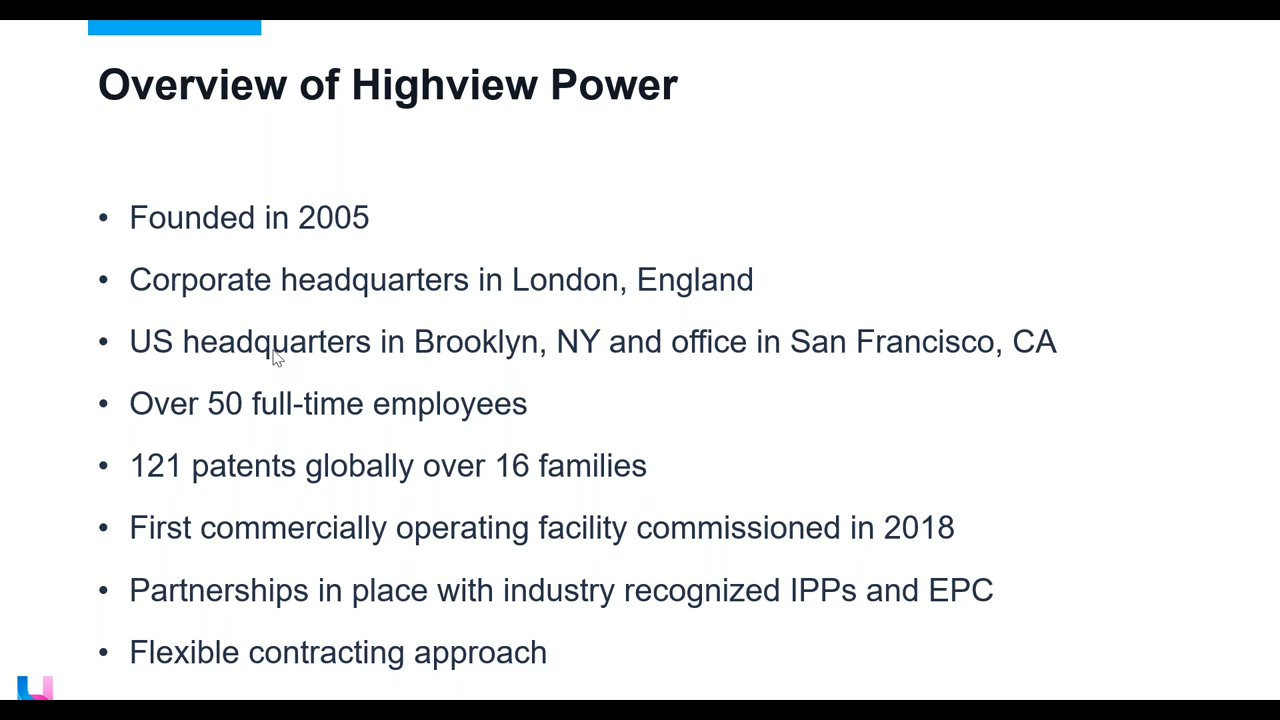 Overview of Highview Power
• Founded in 2005
• Corporate headquarters in London, England
• US headquarters in Brooklyn, NY and office in San Francisco, CA
• Over 50 full-time employees
• 121 patents globally over 16 families
• First commercially operating facility commissioned in 2018
• Partnerships in place with industry recognized IPPs and EPC
• Flexible contracting approach